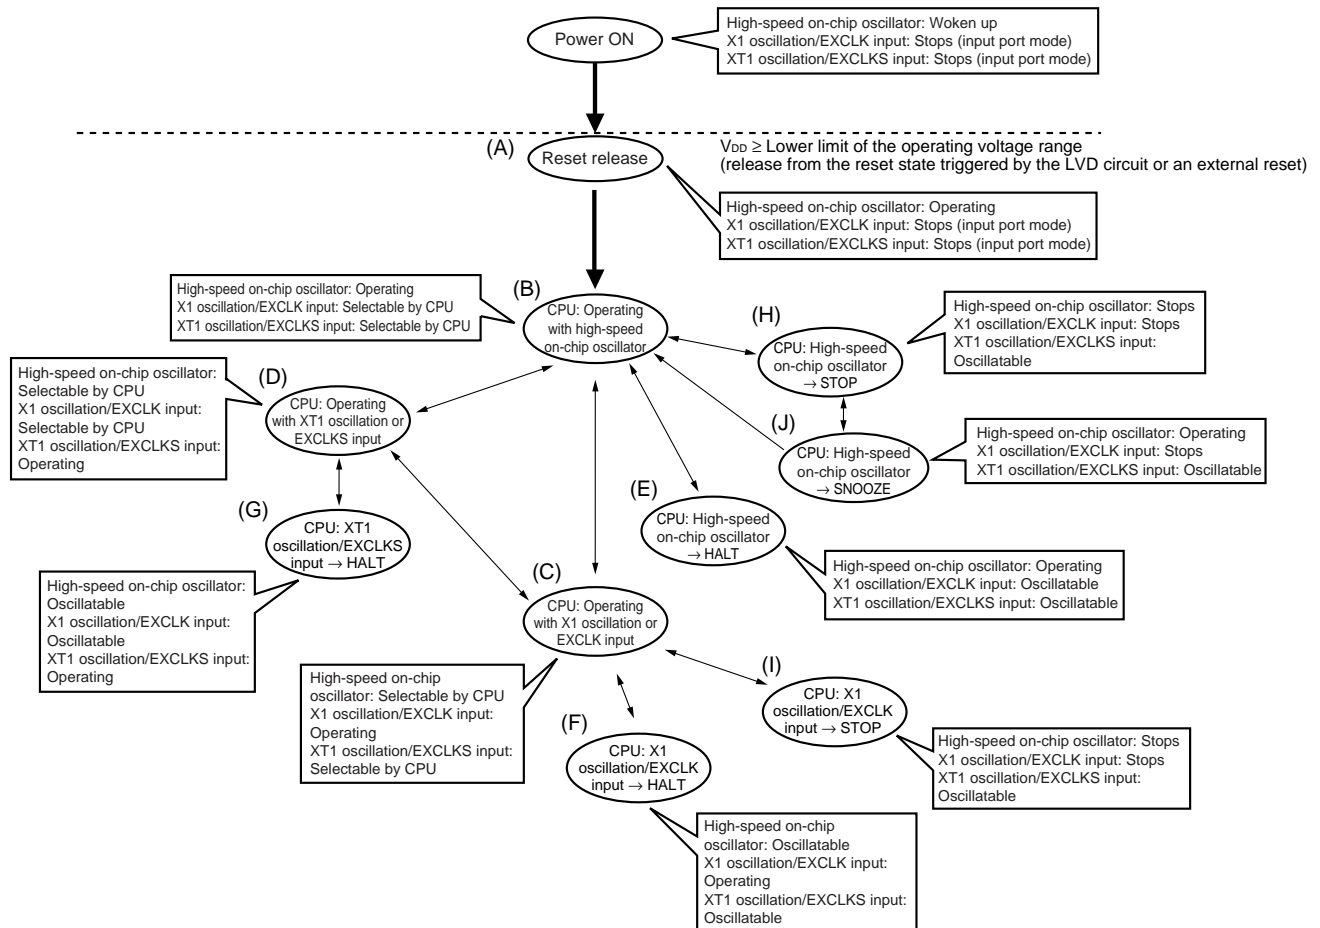 Power ON
High-speed on-chip oscillator: Woken up
X1 oscillation/EXCLK input: Stops (input port mode)
XT1 oscillation/EXCLKS input: Stops (input port mode)
(A)
Reset release
VDD ≥ Lower limit of the operating voltage range
(release from the reset state triggered by the LVD circuit or an external reset)
High-speed on-chip oscillator: Operating
X1 oscillation/EXCLK input: Stops (input port mode)
XT1 oscillation/EXCLKS input: Stops (input port mode)
High-speed on-chip oscillator: Operating
X1 oscillation/EXCLK input: Selectable by CPU
XT1 oscillation/EXCLKS input: Selectable by CPU
(B)
CPU: Operating
with high-speed
on-chip oscillator
(H)
CPU: High-speed
on-chip oscillator
→ STOP
High-speed on-chip oscillator: Stops
X1 oscillation/EXCLK input: Stops
XT1 oscillation/EXCLKS input:
Oscillatable
High-speed on-chip oscillator:
Selectable by CPU
X1 oscillation/EXCLK input:
Selectable by CPU
XT1 oscillation/EXCLKS input:
Operating
(D)
CPU: Operating
with XT1 oscillation or
EXCLKS input
(J)
CPU: High-speed
on-chip oscillator
→ SNOOZE
High-speed on-chip oscillator: Operating
X1 oscillation/EXCLK input: Stops
XT1 oscillation/EXCLKS input: Oscillatable
(G)
CPU: XT1
oscillation/EXCLKS
input → HALT
(E)
CPU: High-speed
on-chip oscillator
→ HALT
High-speed on-chip oscillator: Operating
X1 oscillation/EXCLK input: Oscillatable
XT1 oscillation/EXCLKS input: Oscillatable
High-speed on-chip oscillator:
Oscillatable
X1 oscillation/EXCLK input:
Oscillatable
XT1 oscillation/EXCLKS input:
Operating
(C)
CPU: Operating
with X1 oscillation or
EXCLK input
High-speed on-chip
oscillator: Selectable by CPU
X1 oscillation/EXCLK input:
Operating
XT1 oscillation/EXCLKS input:
Selectable by CPU
(I)
CPU: X1
oscillation/EXCLK
input → STOP
High-speed on-chip oscillator: Stops
X1 oscillation/EXCLK input: Stops
XT1 oscillation/EXCLKS input:
Oscillatable
(F)
CPU: X1
oscillation/EXCLK
input → HALT
High-speed on-chip
oscillator: Oscillatable
X1 oscillation/EXCLK input:
Operating
XT1 oscillation/EXCLKS input:
Oscillatable